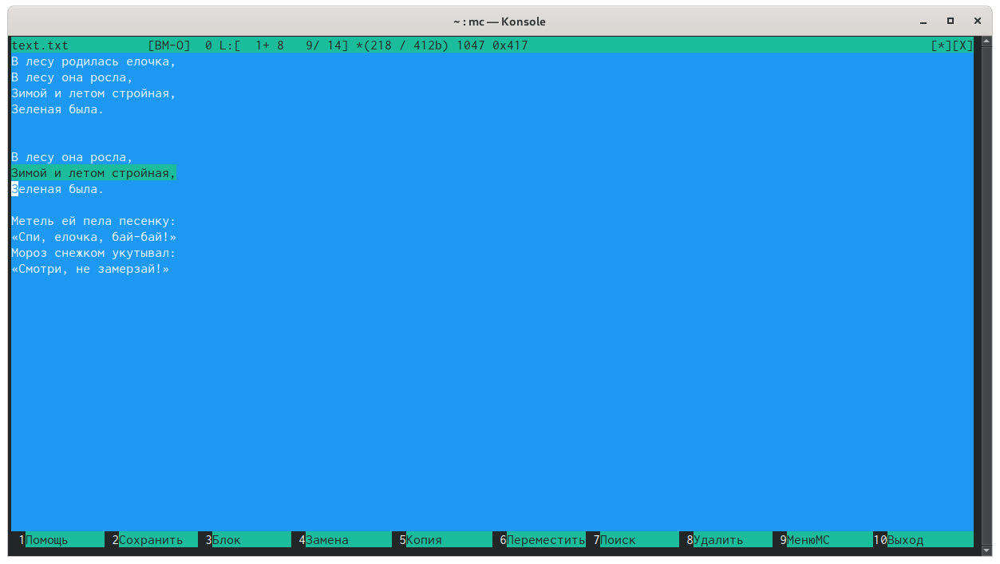 ~ : mc — Konsole
text.txt [BM-O] 0 L:[ 1+ 8 9/ 14] *(218 / 412b) 1047 0x417 [*][X]
В лесу родилась елочка,
В лесу она росла,
Зимой и летом стройная,
Зеленая была.
В лесу она росла,
Зимой и летом стройная,
Зеленая была.
Метель ей пела песенку:
«Спи, елочка, бай-бай!»
Мороз снежком укутывал:
«Смотри, не замерзай!»
1Помощь 2Сохранить 3Блок 4Замена 5Копия 6Переместить 7Поиск 8Удалить 9МенюMC 10Выход